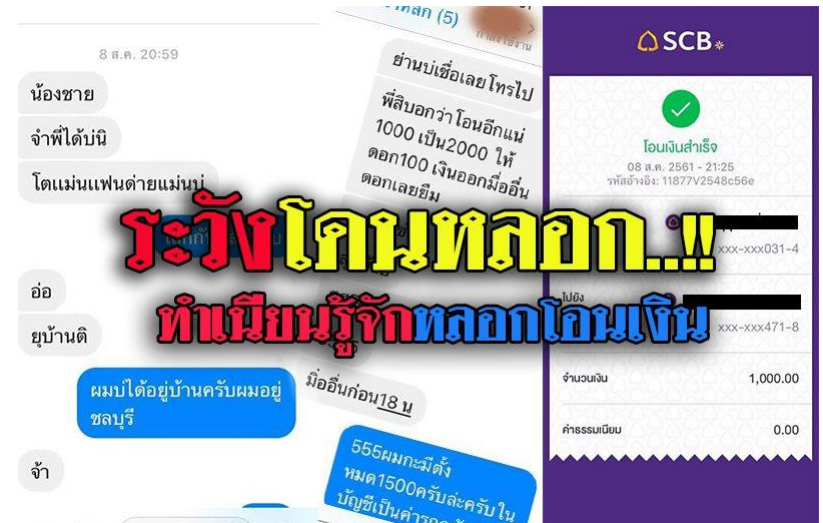 8 ส.ค. 20:59
น้องชาย
จำพี่ได้บ่นิ
โตแม่นแฟนด่ายแม่นบ่
อ่อ
ยุบ้านติ
ผมบ่ได้อยู่บ้านครับผมอยู่
ชลบุรี
จ้า
(5)
ย่านบ่เชื่อเลยโทรไป
พี่สิบอกว่าโอนอีกแน่
1000 เป็น2000 ให้
ดอก100 เงินออกมื่ออื่น
ตอกเลยยืม
มิ่ออื่นก่อน18 น
555ผมกะมีตั้ง
หมด1500ครับล่ะครับใน
ระวังโดนหลอก..!!
ทำเนียนรู้จักหลอกโอนเงิน
SCB
โอนเงินสำเร็จ
08 ส.ค. 2561 - 21:25
รหัสอ้างอิง: 11877V2548c56e
xxx-xxx031-4
ไปยัง
xxx-xxx471-8
จำนวนเงิน 1,000.00
ค่าธรรมเนียม 0.00